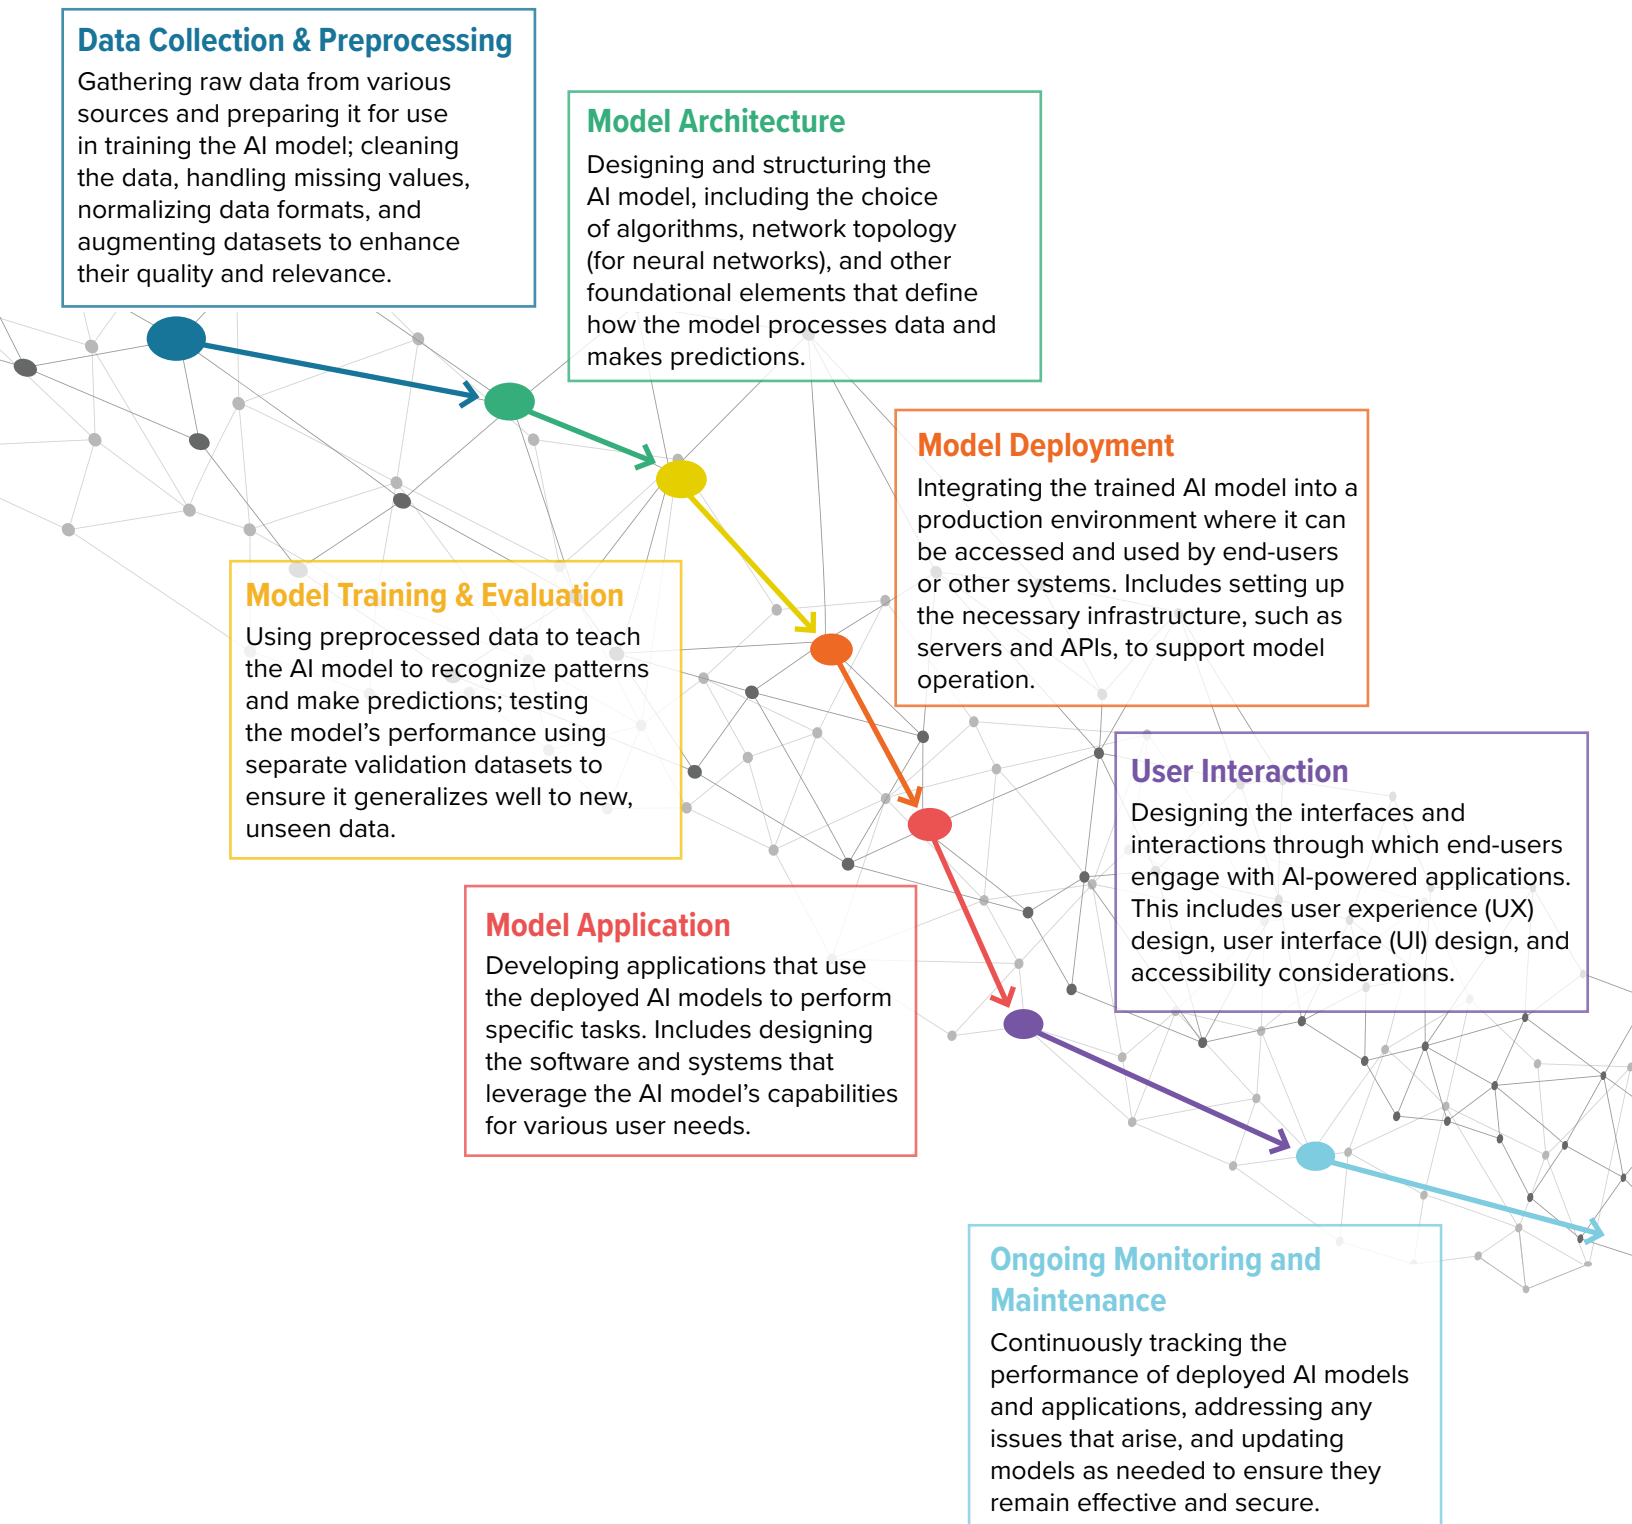 Data Collection & Preprocessing
Gathering raw data from various
sources and preparing it for use
in training the AI model; cleaning
the data, handling missing values,
normalizing data formats, and
augmenting datasets to enhance
their quality and relevance.
Model Architecture
Designing and structuring the
AI model, including the choice
of algorithms, network topology
(for neural networks), and other
foundational elements that define
how the model processes data and
makes predictions.
Model Training & Evaluation
Using preprocessed data to teach
the AI model to recognize patterns
and make predictions; testing
the model’s performance using
separate validation datasets to
ensure it generalizes well to new,
unseen data.
Model Deployment
Integrating the trained AI model into a
production environment where it can
be accessed and used by end-users
or other systems. Includes setting up
the necessary infrastructure, such as
servers and APIs, to support model
operation.
Model Application
Developing applications that use
the deployed AI models to perform
specific tasks. Includes designing
the software and systems that
leverage the AI model’s capabilities
for various user needs.
User Interaction
Designing the interfaces and
interactions through which end-users
engage with AI-powered applications.
This includes user experience (UX)
design, user interface (UI) design, and
accessibility considerations.
Ongoing Monitoring and
Maintenance
Continuously tracking the
performance of deployed AI models
and applications, addressing any
issues that arise, and updating
models as needed to ensure they
remain effective and secure.